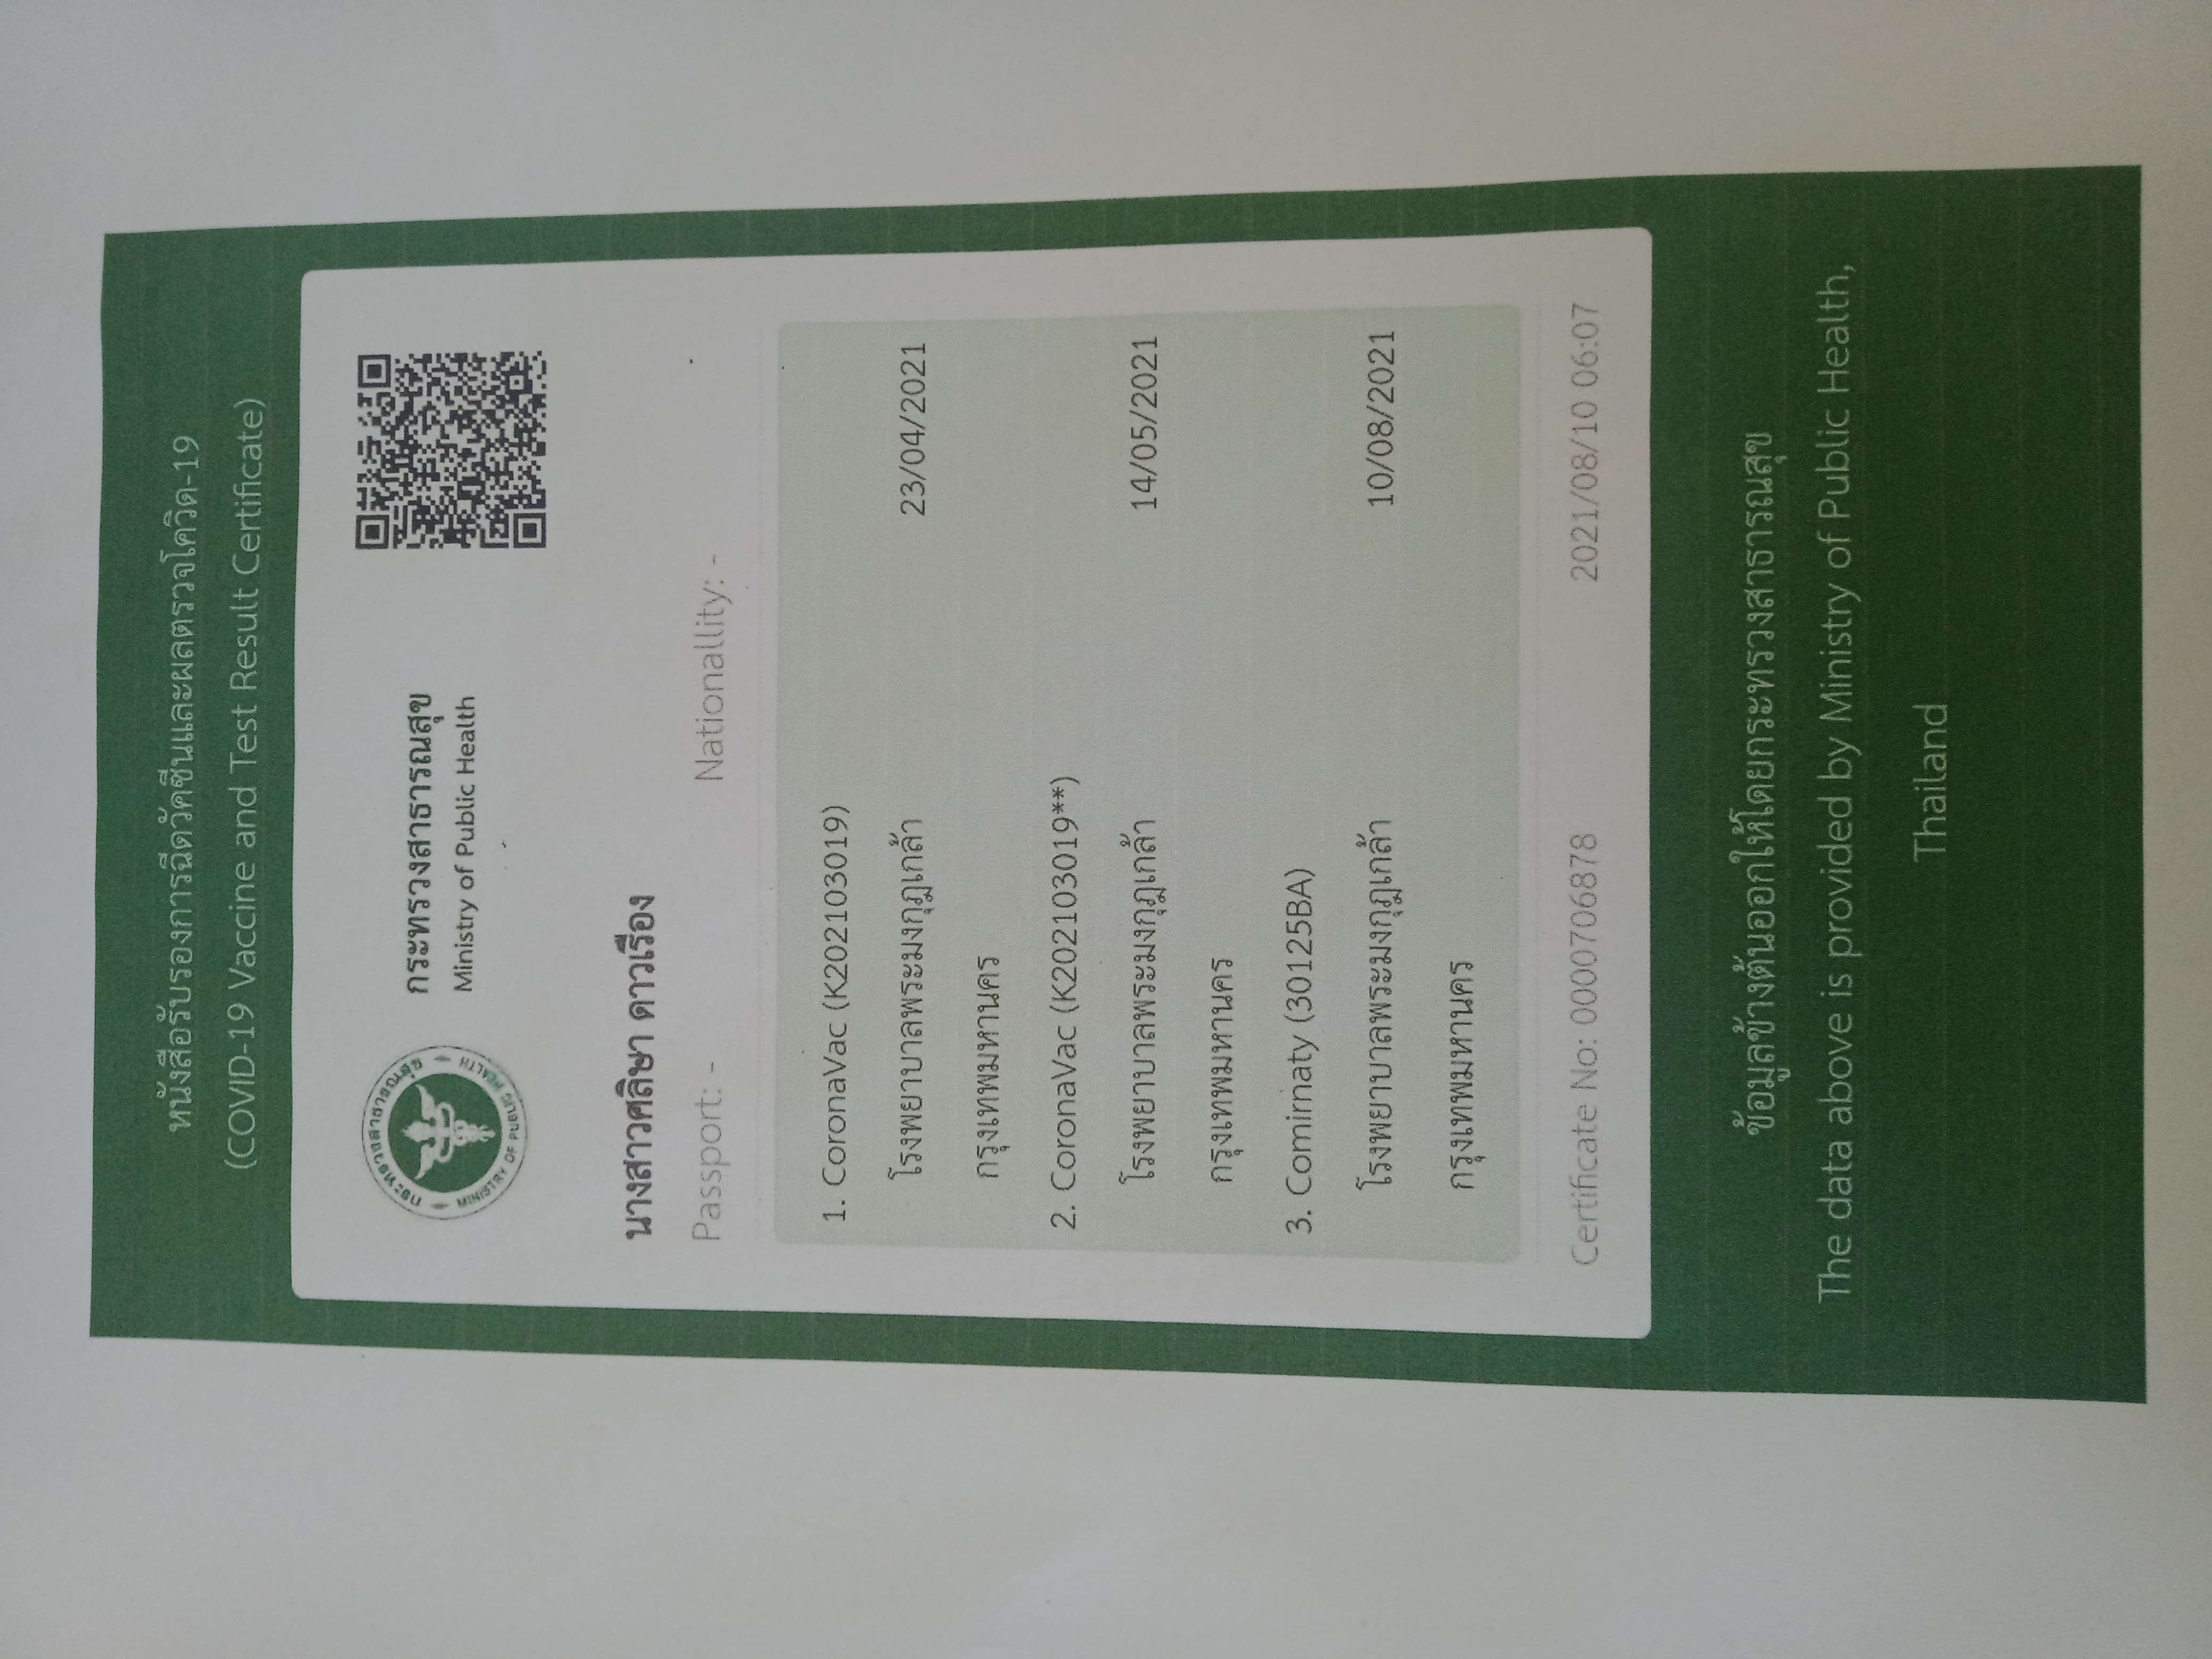 หนังสือรับรองการฉีดวัคซีนและผลตรวจโควิด-19
(COVID-19 Vaccine and Test Result Certificate)
กระทรวงสาธารณสุข
MINISTRY OF PUBLIC HEALTH
กระทรวงสาธารณสุข
Ministry of Public Health
นางสาวศลิษา ดาวเรือง
Passport: - Nationallity: -
1. CoronaVac (K202103019)
โรงพยาบาลพระมงกุฎเกล้า 23/04/2021
กรุงเทพมหานคร
2. CoronaVac (K202103019**)
โรงพยาบาลพระมงกุฎเกล้า 14/05/2021
กรุงเทพมหานคร
3. Comirnaty (30125BA)
โรงพยาบาลพระมงกุฎเกล้า 10/08/2021
กรุงเทพมหานคร
Certificate No: 0000706878 2021/08/10 06:07
ข้อมูลข้างต้นออกให้โดยกระทรวงสาธารณสุข
The data above is provided by Ministry of Public Health,
Thailand